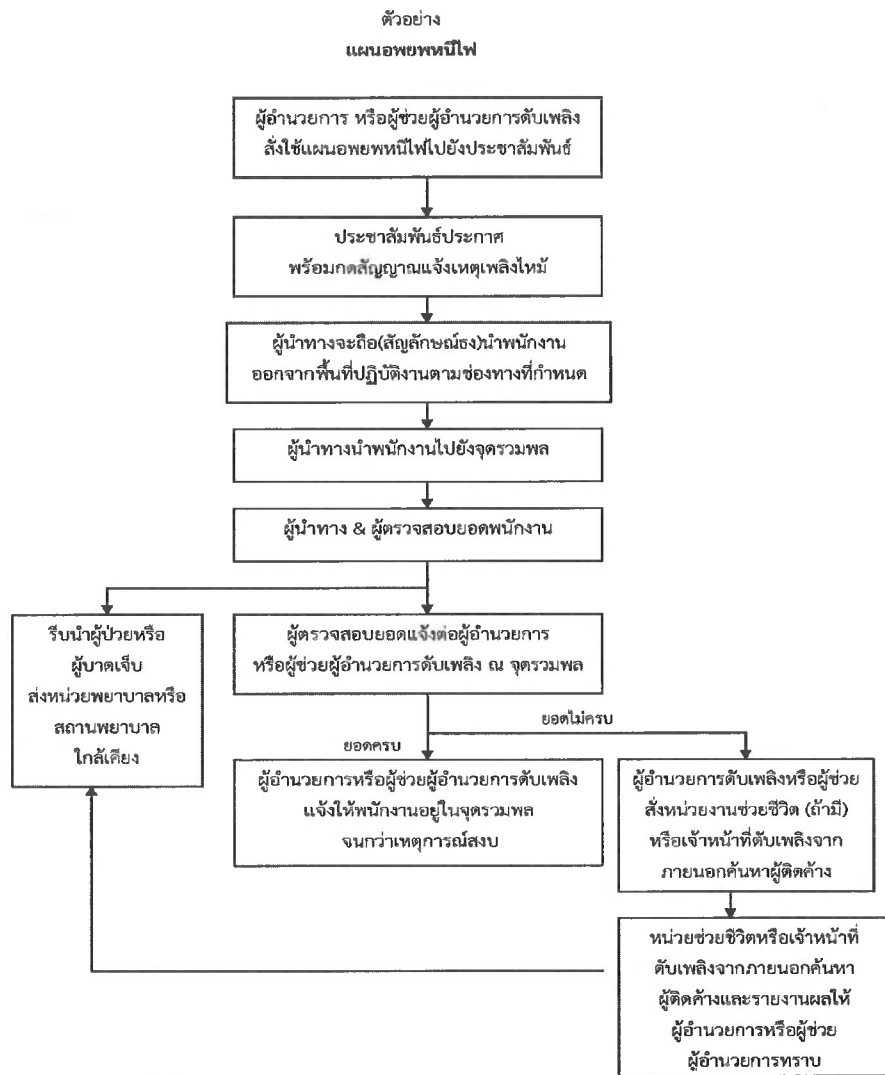 ตัวอย่าง
แผนอพยพหนีไฟ
ผู้อำนวยการ หรือผู้ช่วยผู้อำนวยการดับเพลิง
สั่งใช้แผนอพยพหนีไฟไปยังประชาสัมพันธ์
ประชาสัมพันธ์ประกาศ
พร้อมกดสัญญาณแจ้งเหตุเพลิงไหม้
ผู้นำทางจะถือ(สัญลักษณ์ธง)นำพนักงาน
ออกจากพื้นที่ปฏิบัติงานตามช่องทางที่กำหนด
ผู้นำทางนำพนักงานไปยังจุดรวมพล
ผู้นำทาง & ผู้ตรวจสอบยอดพนักงาน
รีบนำผู้ป่วยหรือ
ผู้บาดเจ็บ
ส่งหน่วยพยาบาลหรือ
สถานพยาบาล
ใกล้เคียง
ผู้ตรวจสอบยอดแจ้งต่อผู้อำนวยการ
หรือผู้ช่วยผู้อำนวยการดับเพลิง ณ จุดรวมพล
ยอดครบ
ยอดไม่ครบ
ผู้อำนวยการหรือผู้ช่วยผู้อำนวยการดับเพลิง
แจ้งให้พนักงานอยู่ในจุดรวมพล
จนกว่าเหตุการณ์สงบ
ผู้อำนวยการดับเพลิงหรือผู้ช่วย
สั่งหน่วยงานช่วยชีวิต (ถ้ามี)
หรือเจ้าหน้าที่ดับเพลิงจาก
ภายนอกค้นหาผู้ติดค้าง
หน่วยช่วยชีวิตหรือเจ้าหน้าที่
ดับเพลิงจากภายนอกค้นหา
ผู้ติดค้างและรายงานผลให้
ผู้อำนวยการหรือผู้ช่วย
ผู้อำนวยการทราบ